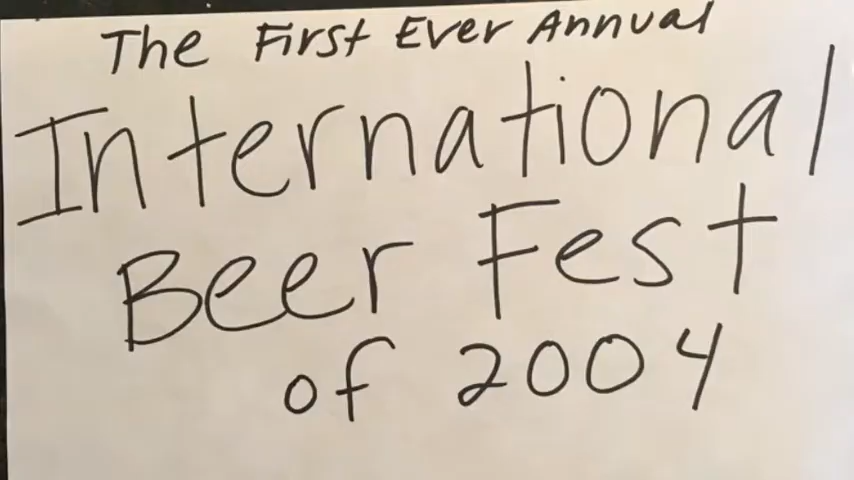 The First Ever Annual
International
Beer Fest
of 2004